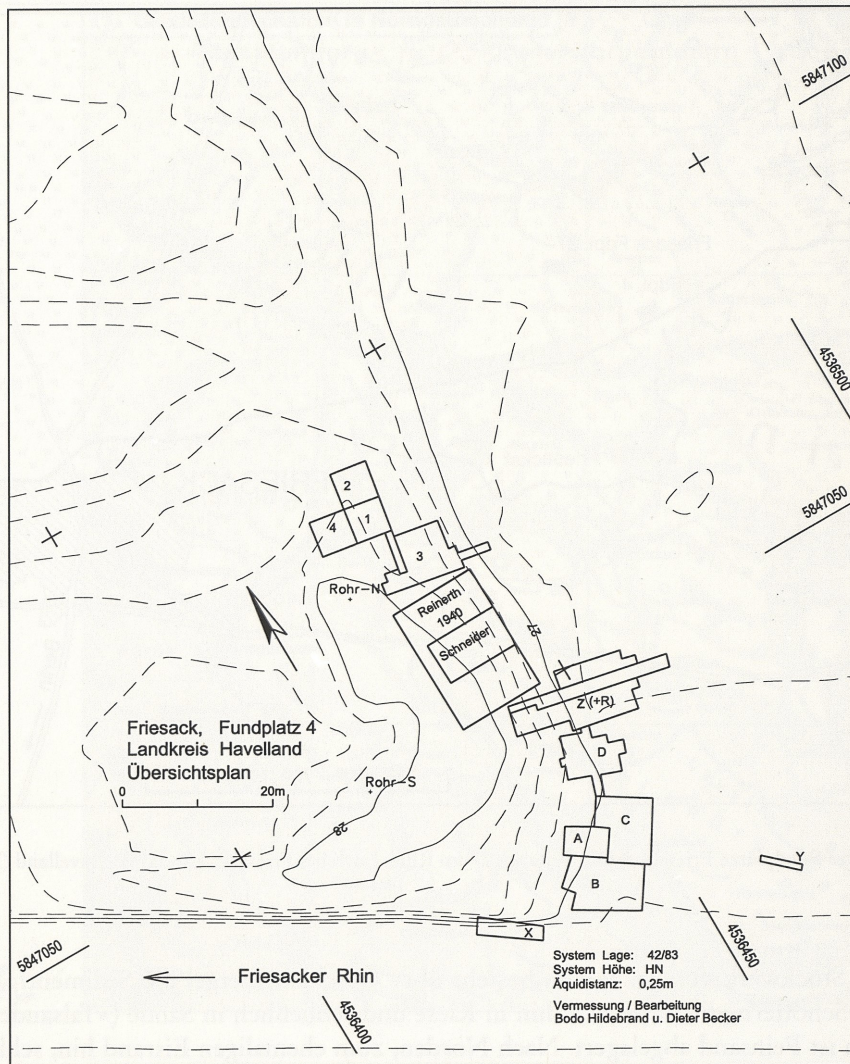 5847100
4536500
5847050
2
1
4
3
Rohr-N
Reinerth
1940
Schneider
27
Z (+R)
D
Friesack, Fundplatz 4
Landkreis Havelland
Übersichtsplan
0 20m
Rohr-S
28
C
A
B
Y
X
5847050
Friesacker Rhin
4536400
4536450
System Lage: 42/83
System Höhe: HN
Äquidistanz: 0,25m
Vermessung / Bearbeitung
Bodo Hildebrand u. Dieter Becker